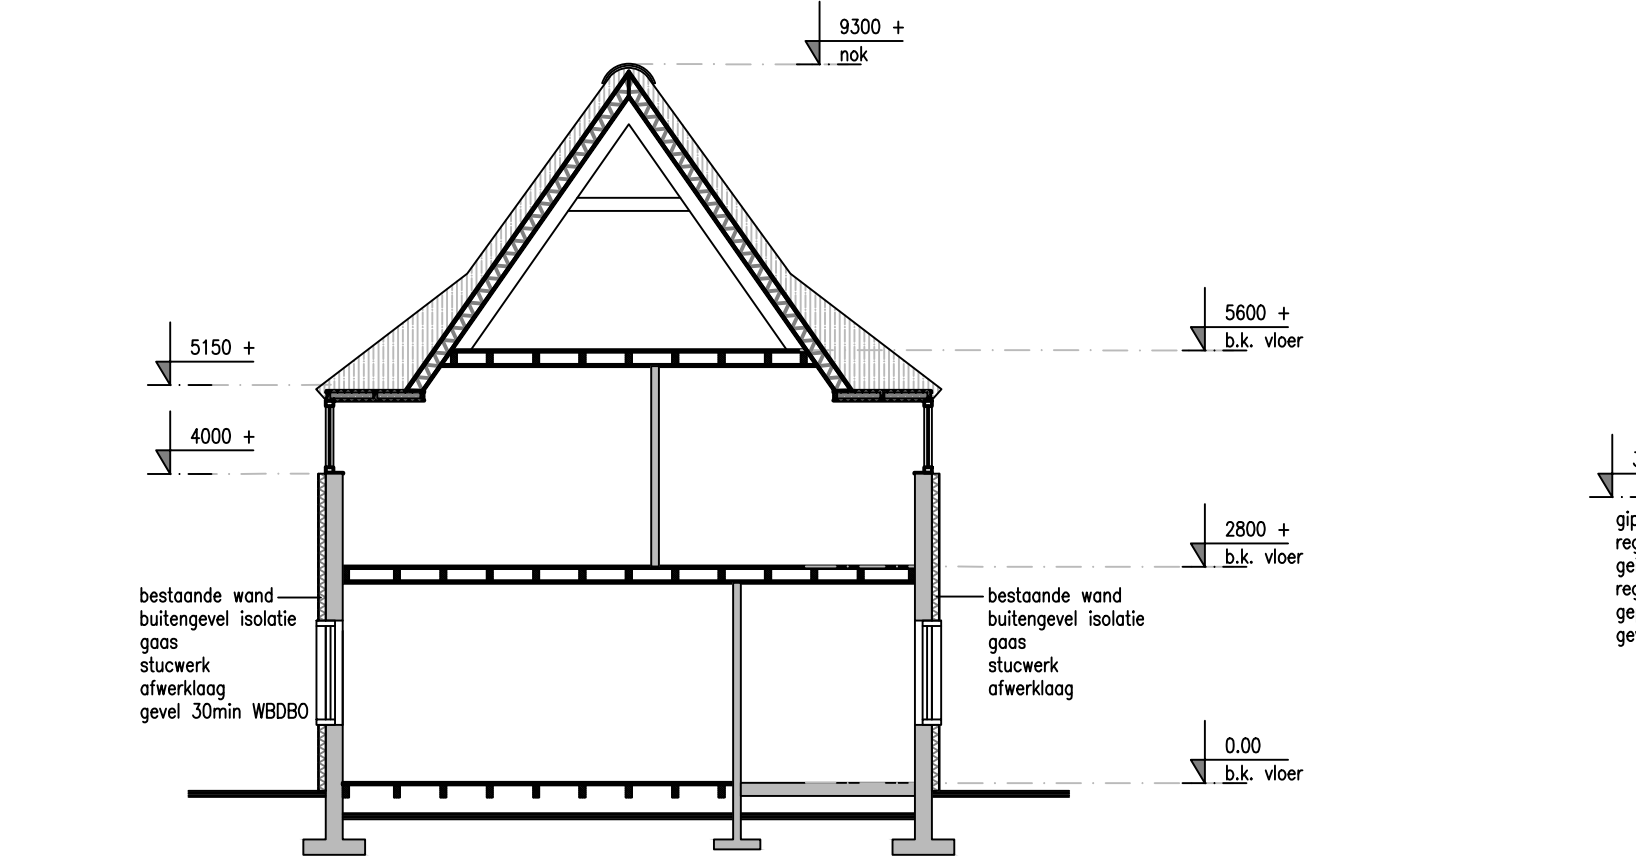 9300 +
nok
5600 +
b.k. vloer
5150 +
4000 +
2800 +
b.k. vloer
bestaande wand
buitengevel isolatie
gaas
stucwerk
afwerklaag
gevel 30min WBDBO
bestaande wand
buitengevel isolatie
gaas
stucwerk
afwerklaag
0.00
b.k. vloer